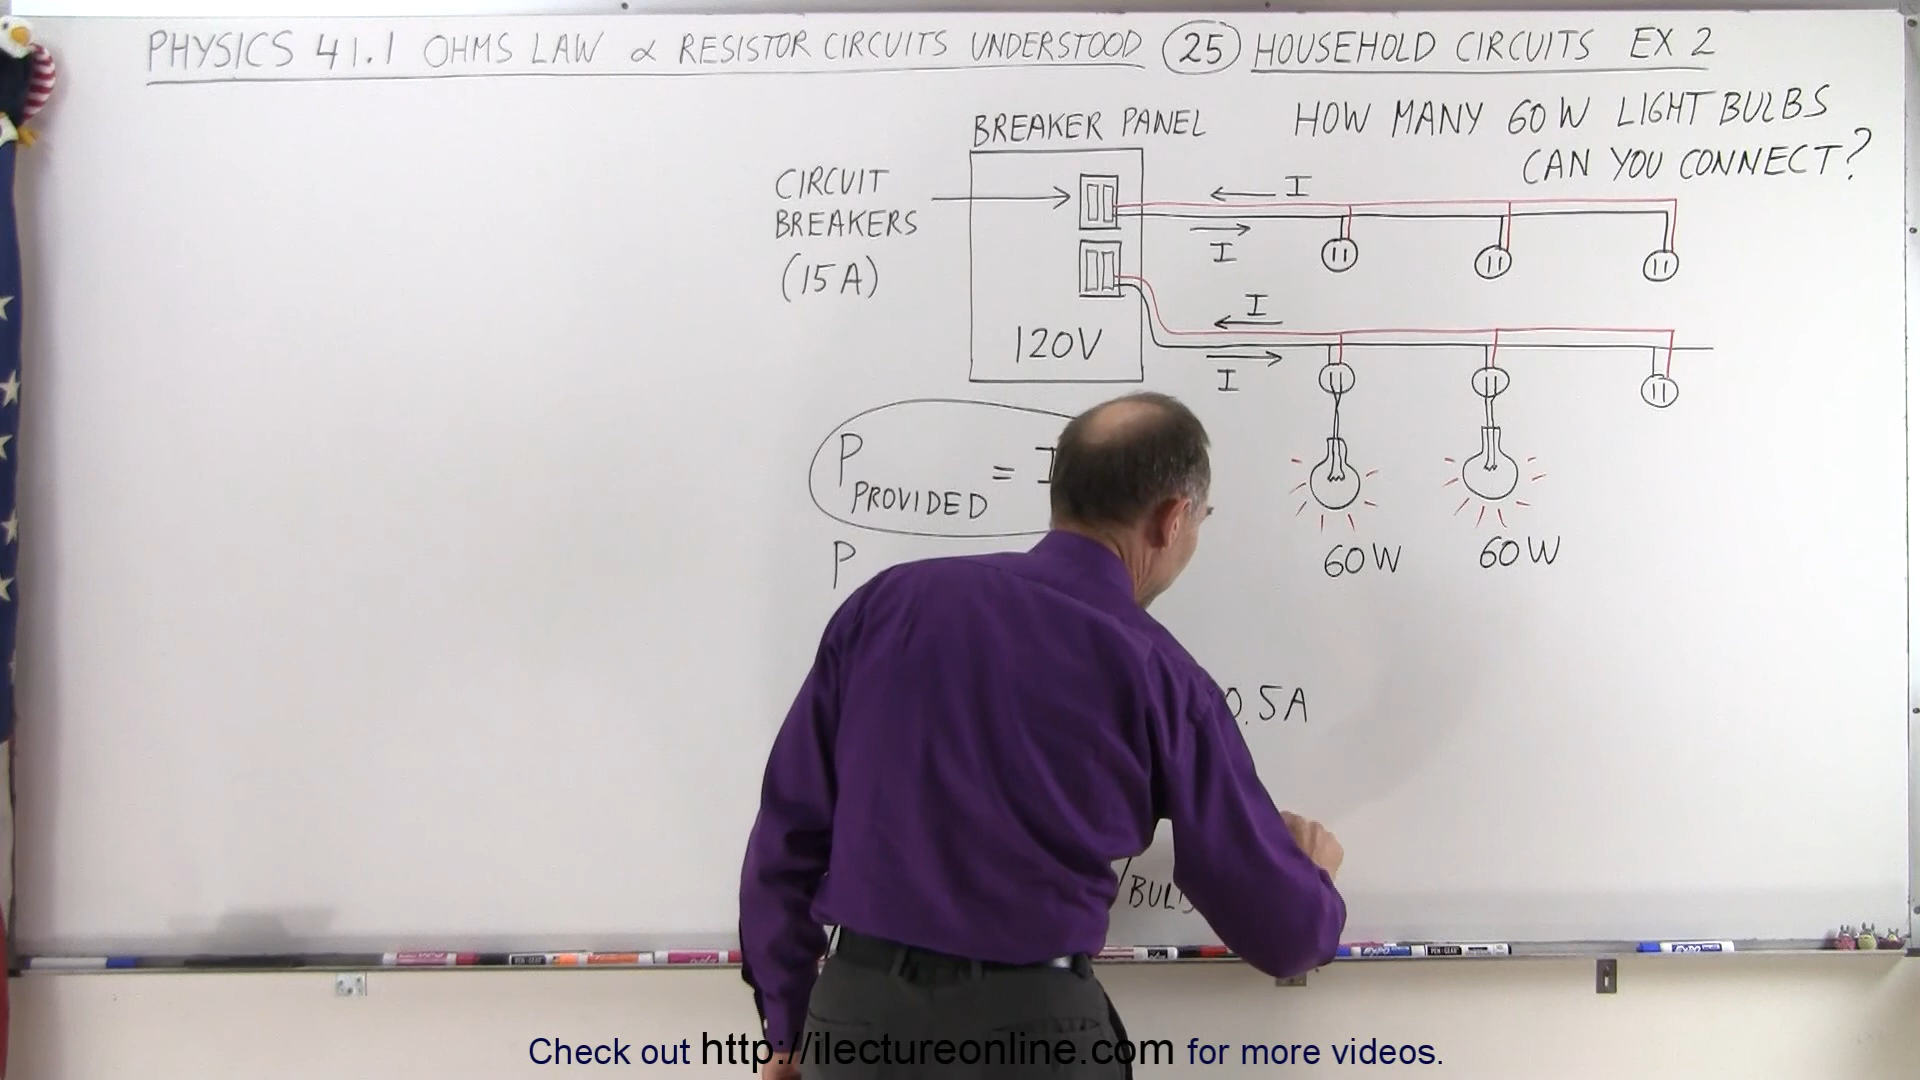 PHYSICS 41.1 OHMS LAW & RESISTOR CIRCUITS UNDERSTOOD 25 HOUSEHOLD CIRCUITS EX 2
HOW MANY 60W LIGHT BULBS
CAN YOU CONNECT?
BREAKER PANEL
CIRCUIT
BREAKERS
(15A)
120V
I
I
I
I
P PROVIDED = I
60W
60W
P
0.5A
/BULB
EXPO
Check out http://ilectureonline.com for more videos.